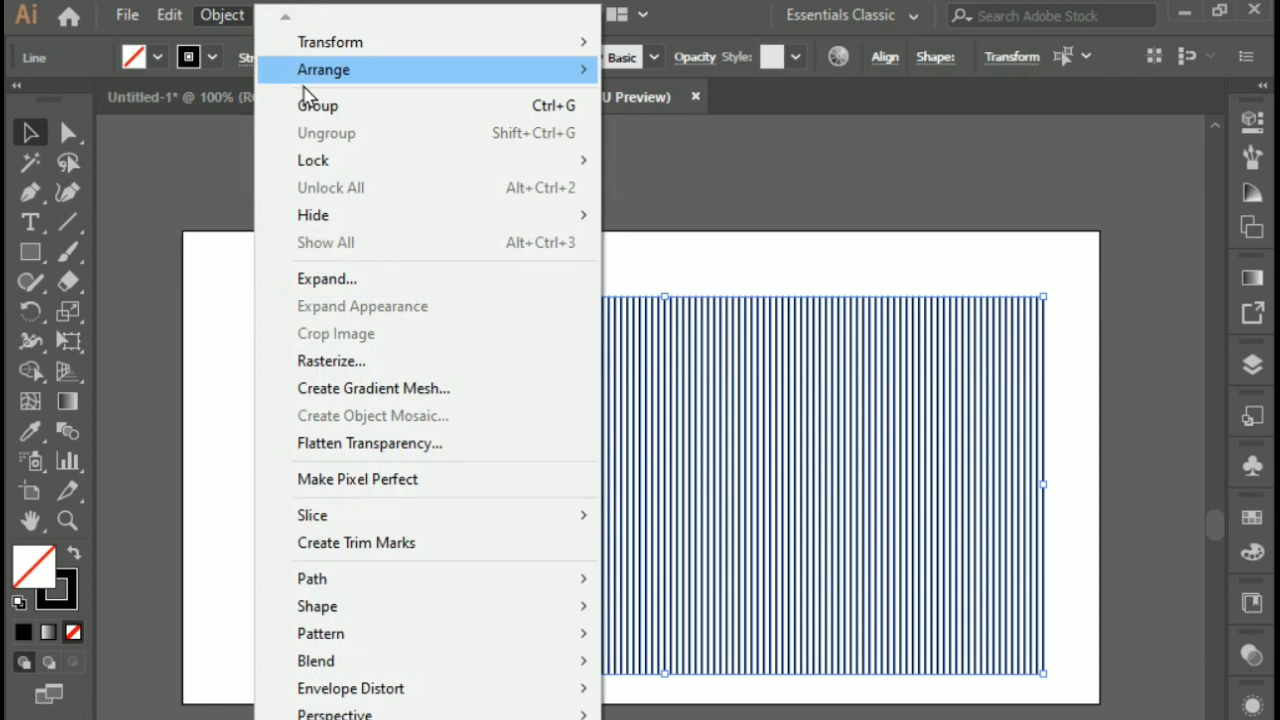 Ai File Edit Object Essentials Classic Search Adobe Stock
Line Basic Opacity Style: Align Shape: Transform
Untitled-1* @ 100% Preview)
Transform
Arrange
Group Ctrl+G
Ungroup Shift+Ctrl+G
Lock
Unlock All Alt+Ctrl+2
Hide
Show All Alt+Ctrl+3
Expand...
Expand Appearance
Crop Image
Rasterize...
Create Gradient Mesh...
Create Object Mosaic...
Flatten Transparency...
Make Pixel Perfect
Slice
Create Trim Marks
Path
Shape
Pattern
Blend
Envelope Distort
Perspective